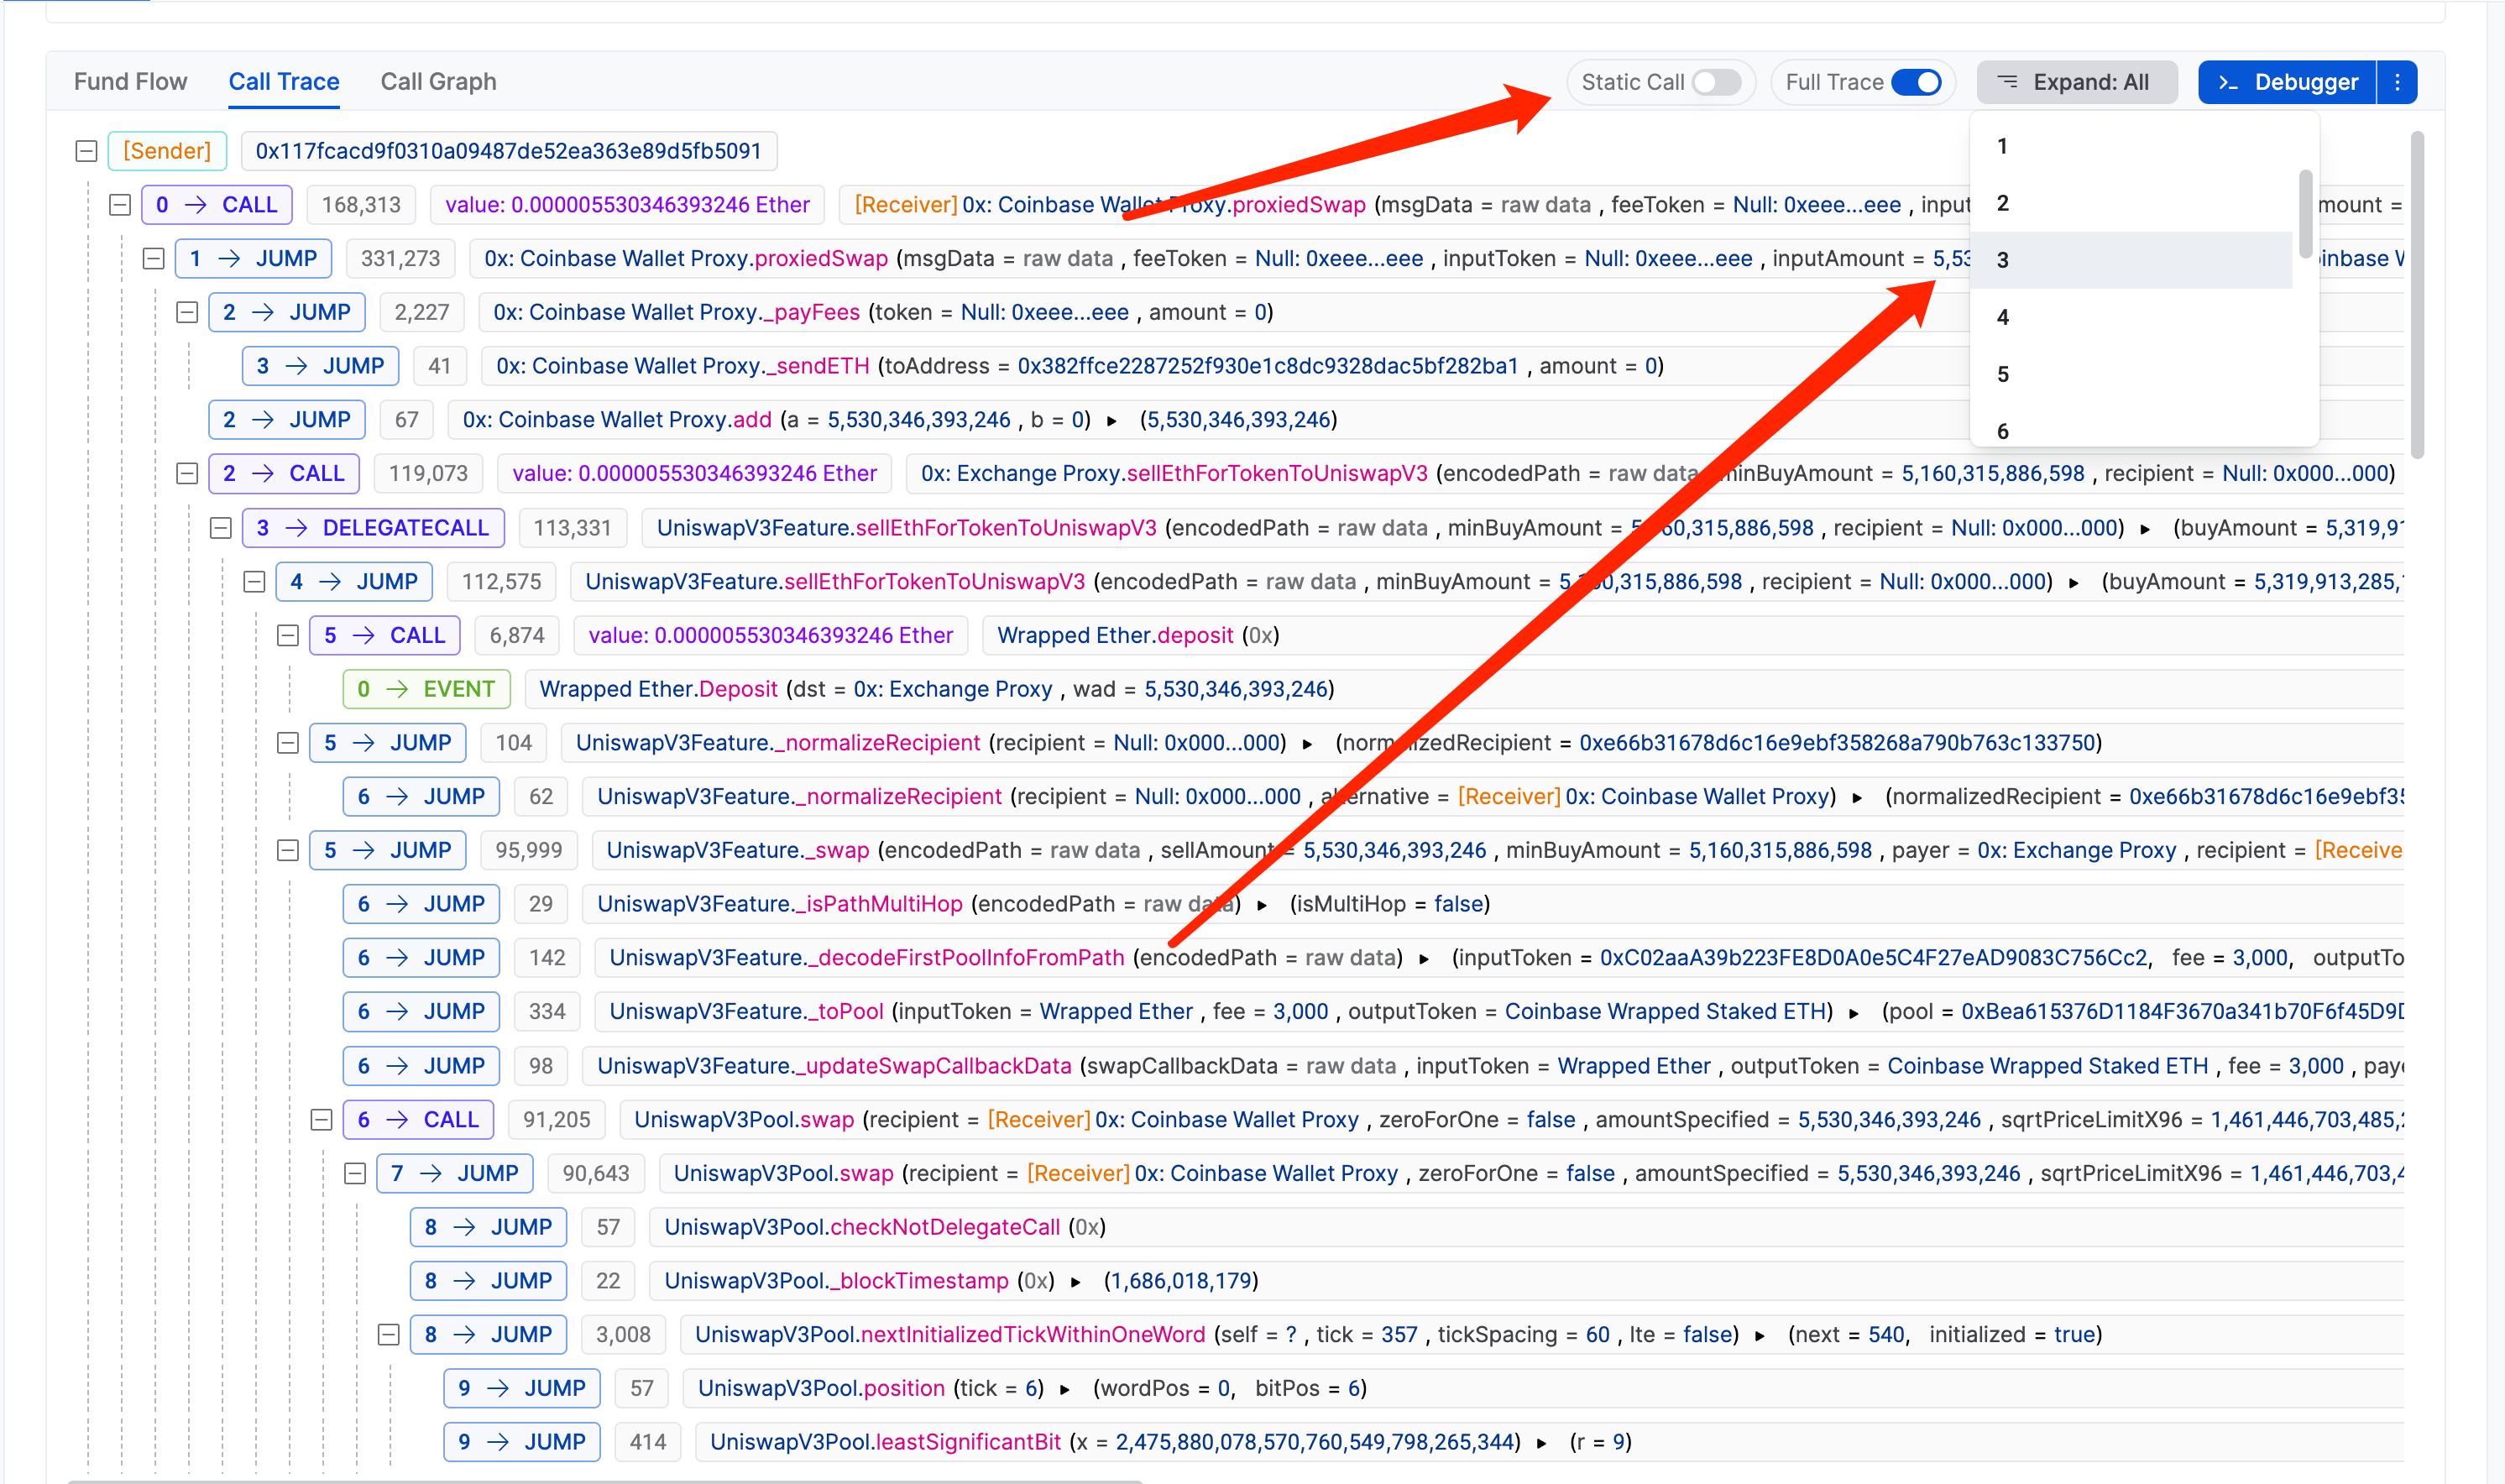 Fund Flow Call Trace Call Graph Static Call Full Trace Expand: All >_ Debugger
[Sender] 0x117fcacd9f0310a09487de52ea363e89d5fb5091
0 → CALL 168,313 value: 0.000005530346393246 Ether [Receiver] 0x: Coinbase Wallet Proxy.proxiedSwap (msgData = raw data , feeToken = Null: 0xeee...eee , input mount =
1 → JUMP 331,273 0x: Coinbase Wallet Proxy.proxiedSwap (msgData = raw data , feeToken = Null: 0xeee...eee , inputToken = Null: 0xeee...eee , inputAmount = 5,53 inbase W
2 → JUMP 2,227 0x: Coinbase Wallet Proxy._payFees (token = Null: 0xeee...eee , amount = 0)
3 → JUMP 41 0x: Coinbase Wallet Proxy._sendETH (toAddress = 0x382ffce2287252f930e1c8dc9328dac5bf282ba1 , amount = 0)
2 → JUMP 67 0x: Coinbase Wallet Proxy.add (a = 5,530,346,393,246 , b = 0) ▸ (5,530,346,393,246)
1
2
3
4
5
6
2 → CALL 119,073 value: 0.000005530346393246 Ether 0x: Exchange Proxy.sellEthForTokenToUniswapV3 (encodedPath = raw data , minBuyAmount = 5,160,315,886,598 , recipient = Null: 0x000...000)
3 → DELEGATECALL 113,331 UniswapV3Feature.sellEthForTokenToUniswapV3 (encodedPath = raw data , minBuyAmount = 5,160,315,886,598 , recipient = Null: 0x000...000) ▸ (buyAmount = 5,319,91
4 → JUMP 112,575 UniswapV3Feature.sellEthForTokenToUniswapV3 (encodedPath = raw data , minBuyAmount = 5,160,315,886,598 , recipient = Null: 0x000...000) ▸ (buyAmount = 5,319,913,285,
5 → CALL 6,874 value: 0.000005530346393246 Ether Wrapped Ether.deposit (0x)
0 → EVENT Wrapped Ether.Deposit (dst = 0x: Exchange Proxy , wad = 5,530,346,393,246)
5 → JUMP 104 UniswapV3Feature._normalizeRecipient (recipient = Null: 0x000...000) ▸ (normalizedRecipient = 0xe66b31678d6c16e9ebf358268a790b763c133750)
6 → JUMP 62 UniswapV3Feature._normalizeRecipient (recipient = Null: 0x000...000 , alternative = [Receiver] 0x: Coinbase Wallet Proxy) ▸ (normalizedRecipient = 0xe66b31678d6c16e9ebf35
5 → JUMP 95,999 UniswapV3Feature._swap (encodedPath = raw data , sellAmount = 5,530,346,393,246 , minBuyAmount = 5,160,315,886,598 , payer = 0x: Exchange Proxy , recipient = [Receive
6 → JUMP 29 UniswapV3Feature._isPathMultiHop (encodedPath = raw data) ▸ (isMultiHop = false)
6 → JUMP 142 UniswapV3Feature._decodeFirstPoolInfoFromPath (encodedPath = raw data) ▸ (inputToken = 0xC02aaA39b223FE8D0A0e5C4F27eAD9083C756Cc2, fee = 3,000, outputTo
6 → JUMP 334 UniswapV3Feature._toPool (inputToken = Wrapped Ether , fee = 3,000 , outputToken = Coinbase Wrapped Staked ETH) ▸ (pool = 0xBea615376D1184F3670a341b70F6f45D9D
6 → JUMP 98 UniswapV3Feature._updateSwapCallbackData (swapCallbackData = raw data , inputToken = Wrapped Ether , outputToken = Coinbase Wrapped Staked ETH , fee = 3,000 , paye
6 → CALL 91,205 UniswapV3Pool.swap (recipient = [Receiver] 0x: Coinbase Wallet Proxy , zeroForOne = false , amountSpecified = 5,530,346,393,246 , sqrtPriceLimitX96 = 1,461,446,703,485,2
7 → JUMP 90,643 UniswapV3Pool.swap (recipient = [Receiver] 0x: Coinbase Wallet Proxy , zeroForOne = false , amountSpecified = 5,530,346,393,246 , sqrtPriceLimitX96 = 1,461,446,703,4
8 → JUMP 57 UniswapV3Pool.checkNotDelegateCall (0x)
8 → JUMP 22 UniswapV3Pool._blockTimestamp (0x) ▸ (1,686,018,179)
8 → JUMP 3,008 UniswapV3Pool.nextInitializedTickWithinOneWord (self = ? , tick = 357 , tickSpacing = 60 , lte = false) ▸ (next = 540, initialized = true)
9 → JUMP 57 UniswapV3Pool.position (tick = 6) ▸ (wordPos = 0, bitPos = 6)
9 → JUMP 414 UniswapV3Pool.leastSignificantBit (x = 2,475,880,078,570,760,549,798,265,344) ▸ (r = 9)